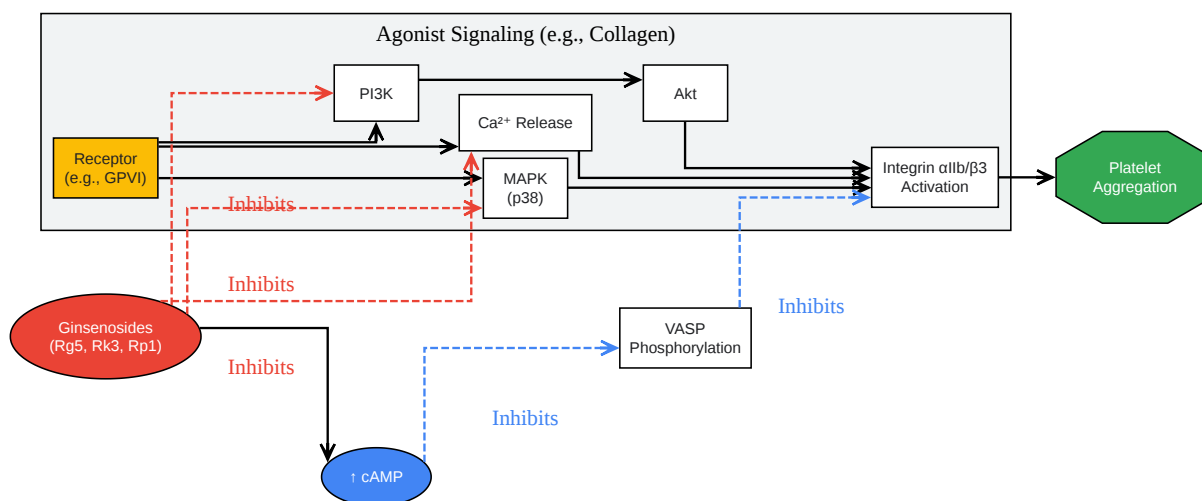 Agonist Signaling (e.g., Collagen)
PI3K
Akt
Ca²⁺ Release
Receptor
(e.g., GPVI)
MAPK
(p38)
Integrin αIIb/β3
Activation
Platelet
Aggregation
Inhibits
Inhibits
Inhibits
Ginsenosides
(Rg5, Rk3, Rp1)
VASP
Phosphorylation
Inhibits
Inhibits
↑ cAMP